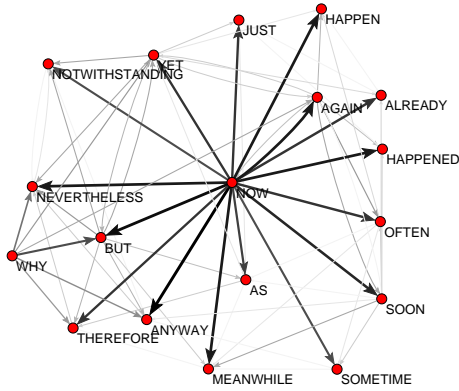 HAPPEN
JUST
YET
NOTWITHSTANDING
AGAIN
ALREADY
HAPPENED
NEVERTHELESS
NOW
OFTEN
BUT
WHY
AS
SOON
THEREFORE
ANYWAY
MEANWHILE
SOMETIME